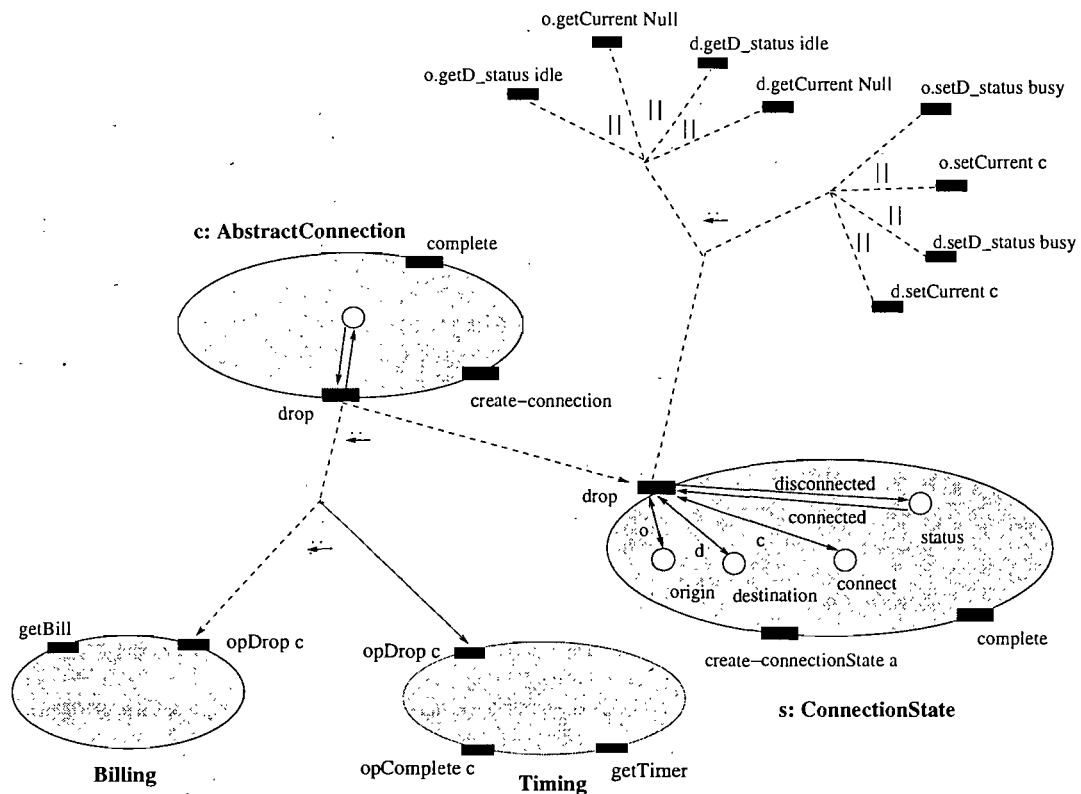 o.getCurrent Null
d.getD_status idle
o.getD_status idle
d.getCurrent Null
o.setD_status busy
||
||
||
||
o.setCurrent c
||
d.setD_status busy
||
d.setCurrent c
c: AbstractConnection
complete
drop
create-connection
drop
disconnected
connected
status
o
d
c
origin
destination
connect
complete
create-connectionState a
s: ConnectionState
getBill
opDrop c
opDrop c
Billing
opComplete c
getTimer
Timing